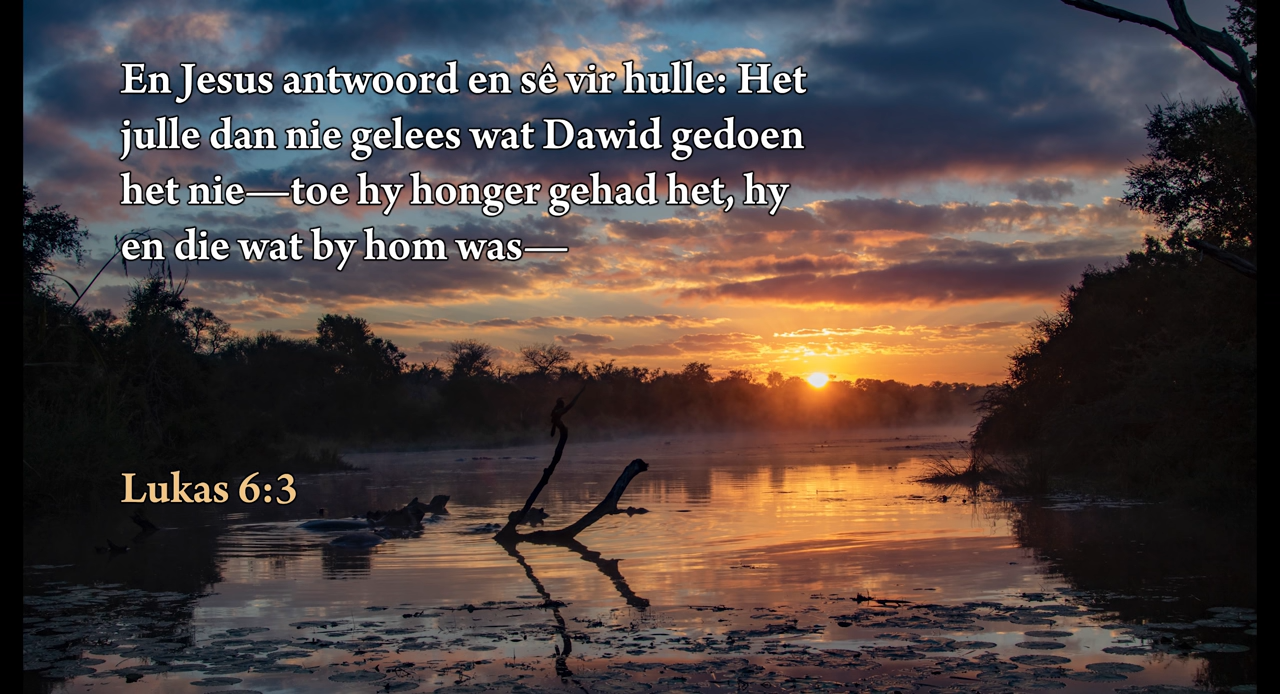 En Jesus antwoord en sê vir hulle: Het
julle dan nie gelees wat Dawid gedoen
het nie—toe hy honger gehad het, hy
en die wat by hom was—
Lukas 6:3